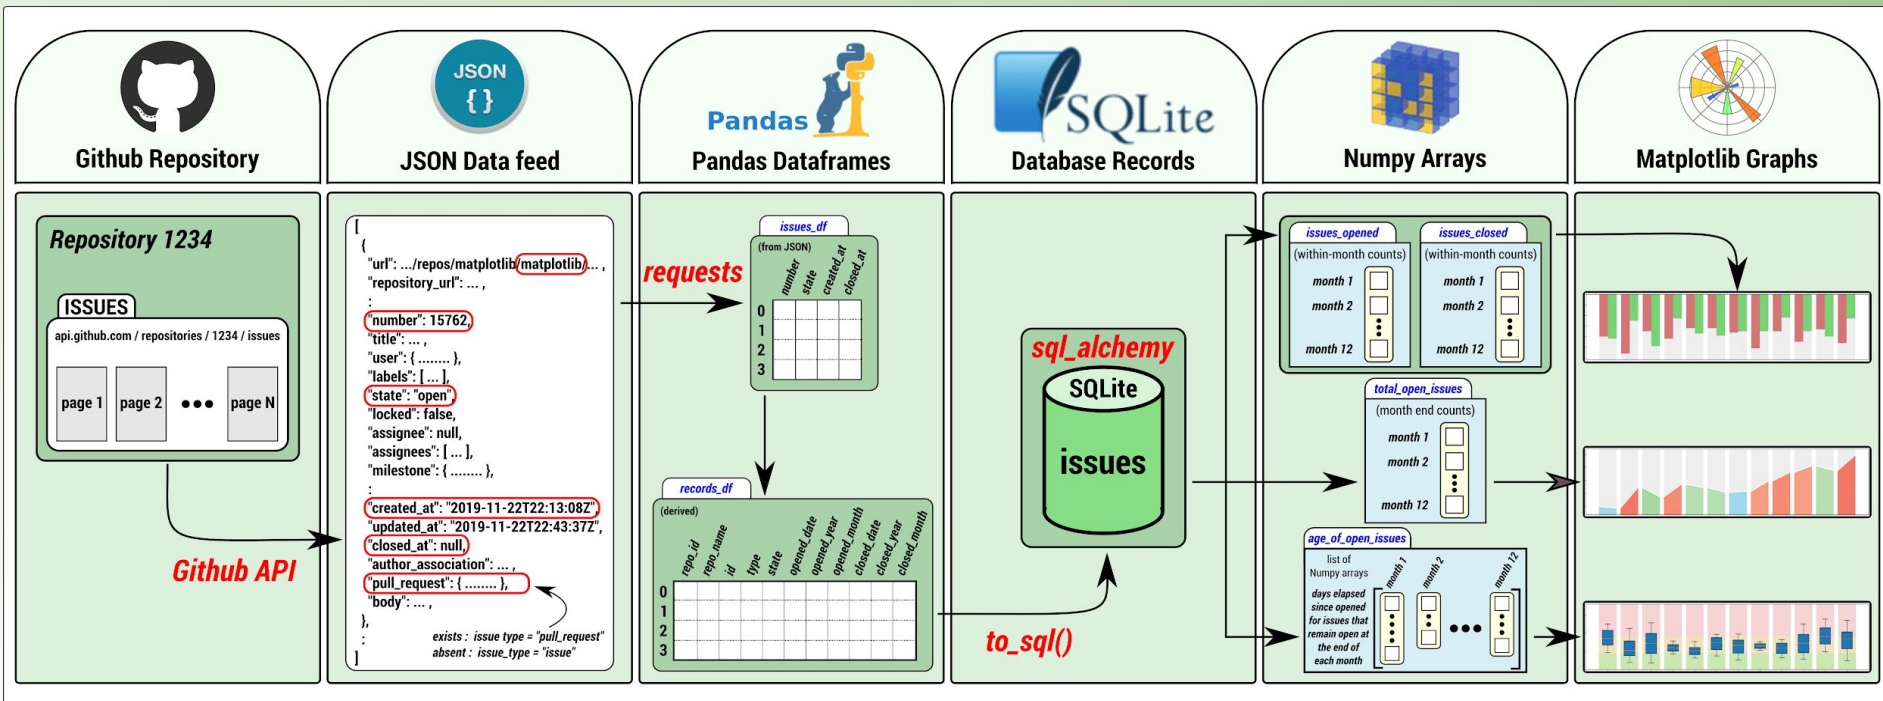 Github Repository
Repository 1234
ISSUES
api.github.com / repositories / 1234 / issues
page 1
page 2
page N
Github API
JSON
{ }
JSON Data feed
[
{
"url": .../repos/matplotlib/matplotlib/... ,
"repository_url": ... ,
:
"number": 15762,
"title": ... ,
"user": { ........ },
"labels": [ ... ],
"state": "open",
"locked": false,
"assignee": null,
"assignees": [ ... ],
"milestone": { ........ },
:
"created_at": "2019-11-22T22:13:08Z",
"updated_at": "2019-11-22T22:43:37Z",
"closed_at": null,
"author_association": ... ,
"pull_request": { ........ },
"body": ... ,
},
:
]
exists : issue type = "pull_request"
absent : issue_type = "issue"
Pandas
Pandas Dataframes
requests
issues_df
(from JSON)
number
state
created_at
closed_at
0
1
2
3
records_df
(derived)
repo_id
repo_name
id
type
state
opened_date
opened_year
opened_month
closed_date
closed_year
closed_month
0
1
2
3
SQLite
Database Records
sql_alchemy
SQLite
issues
to_sql()
Numpy Arrays
issues_opened
(within-month counts)
month 1
month 2
month 12
issues_closed
(within-month counts)
month 1
month 2
month 12
total_open_issues
(month end counts)
month 1
month 2
month 12
age_of_open_issues
list of
Numpy arrays
days elapsed
since opened
for issues that
remain open at
the end of
each month
month 1
month 2
month 12
Matplotlib Graphs